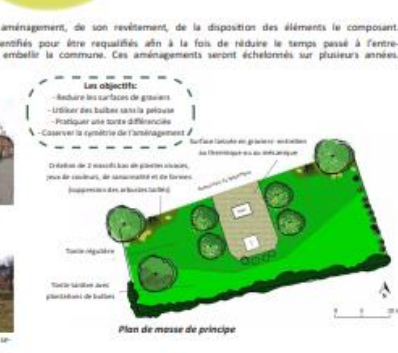 aménagement, de son revêtement, de la disposition des éléments le composant.
entifiés pour être requalifiés afin à la fois de réduire le temps passé à l'entre-
embellir la commune. Ces aménagements seront échelonnés sur plusieurs années.
Les objectifs:
- Reduire les surfaces de graviers
- Utiliser des bulbes sans la pelouse
- Pratiquer une tonte différenciée
- Coserver la symétrie de l'aménagement
Surface laissée en graviers: entretien
au thermique ou au mécanique
Création de 2 massifs bas de plantes vivaces,
jeux de couleurs, de saisonnalité et de formes
(suppression des arbustes taillés)
Tonte régulière
Tonte tardive avec
plantations de bulbes
Plan de masse de principe